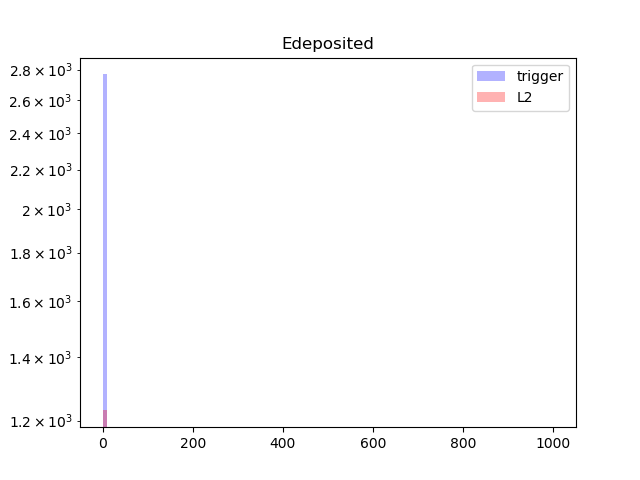 Edeposited
2.8 × 10³
2.6 × 10³
2.4 × 10³
2.2 × 10³
2 × 10³
1.8 × 10³
1.6 × 10³
1.4 × 10³
1.2 × 10³
trigger
L2
0 200 400 600 800 1000